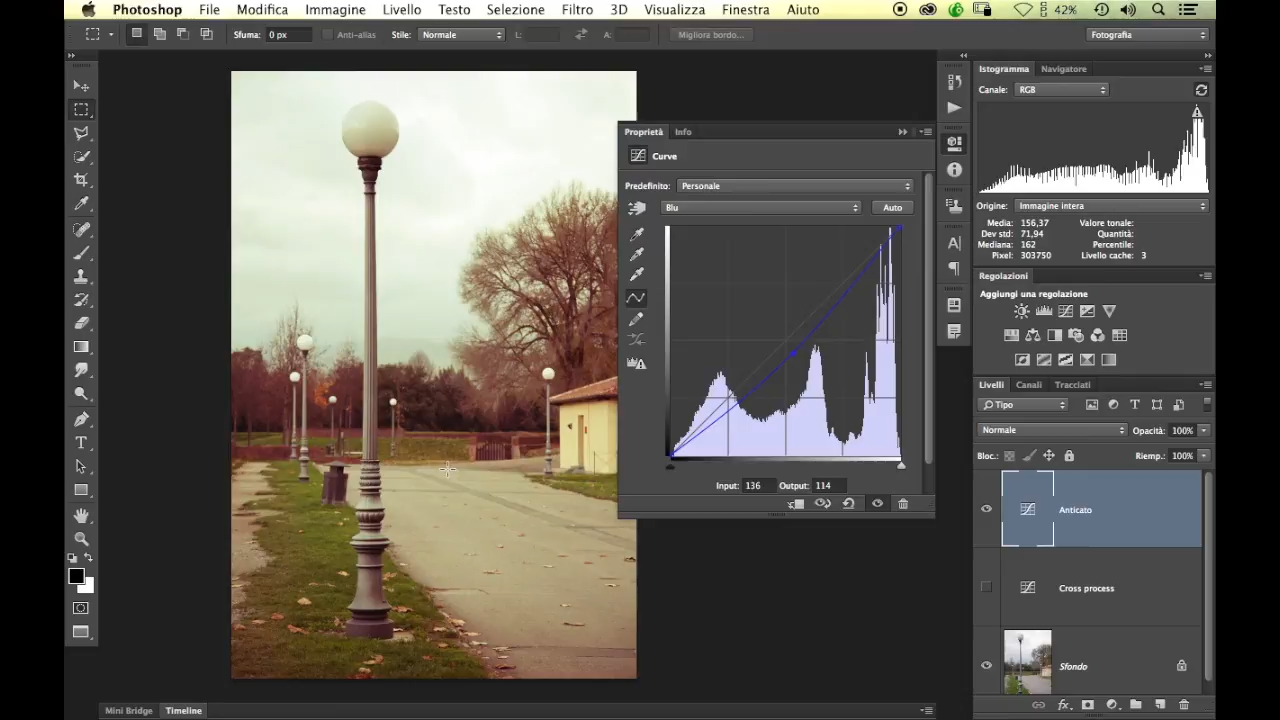 Photoshop File Modifica Immagine Livello Testo Selezione Filtro 3D Visualizza Finestra Aiuto 42%
Sfuma: 0 px Anti-alias Stile: Normale L: A: Migliora bordo... Fotografia
Istogramma Navigatore
Canale: RGB
Proprietà Info
Curve
Predefinito: Personale
Blu Auto
Origine: Immagine intera
Media: 156,37 Valore tonale:
Dev std: 71,94 Quantità:
Mediana: 162 Percentile:
Pixel: 303750 Livello cache: 3
Regolazioni
Aggiungi una regolazione
Livelli Canali Tracciati
Tipo
Normale Opacità: 100%
Bloc.: Riemp.: 100%
Input: 136 Output: 114
Anticato
Cross process
Sfondo
Mini Bridge Timeline